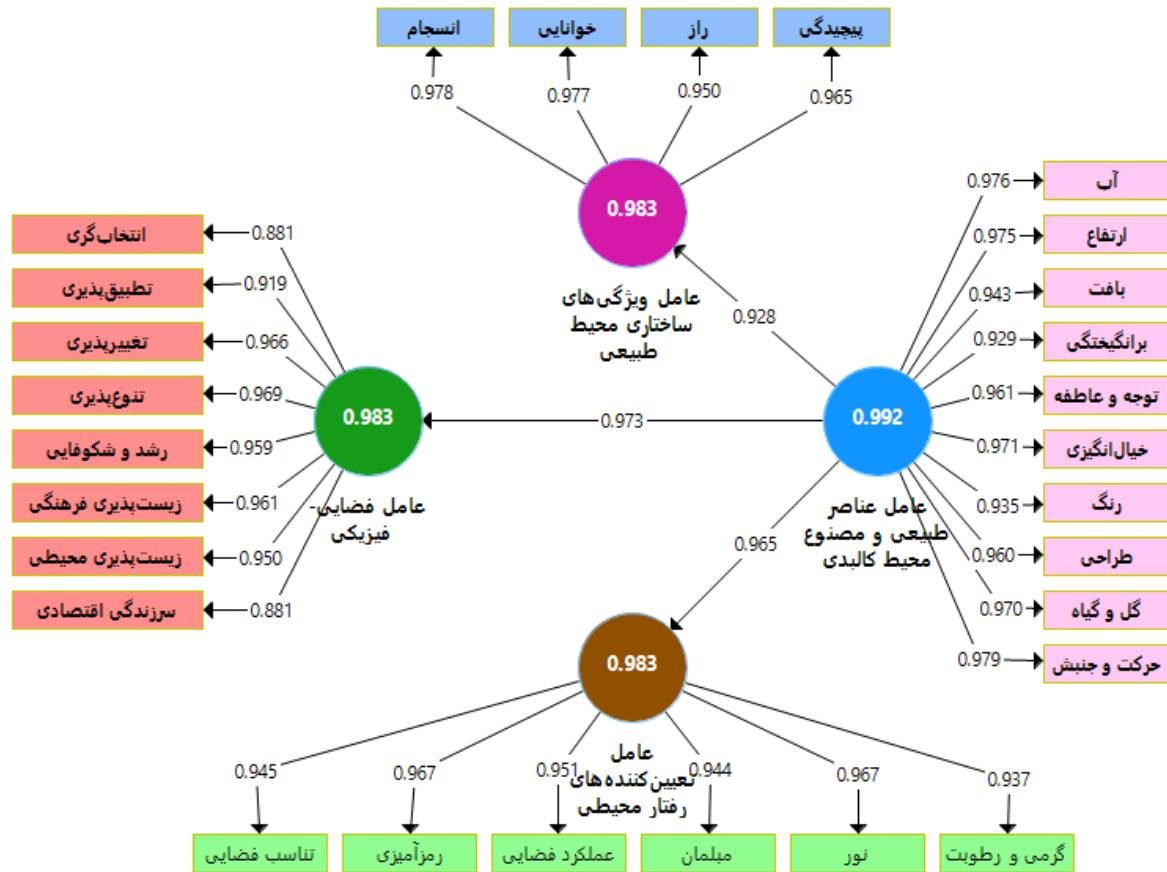 انسجام
خوانایی
راز
پیچیدگی
0.978
0.977
0.950
0.965
0.983
عامل ویژگی‌های
ساختاری محیط
طبیعی
0.928
آب
ارتفاع
بافت
برانگیختگی
توجه و عاطفه
خیال‌انگیزی
رنگ
طراحی
گل و گیاه
حرکت و جنبش
0.976
0.975
0.943
0.929
0.961
0.971
0.935
0.960
0.970
0.979
0.992
عامل عناصر
طبیعی و مصنوع
محیط کالبدی
0.973
0.965
انتخاب‌گری
تطبیق‌پذیری
تغییرپذیری
تنوع‌پذیری
رشد و شکوفایی
زیست‌پذیری فرهنگی
زیست‌پذیری محیطی
سرزندگی اقتصادی
0.881
0.919
0.966
0.969
0.959
0.961
0.950
0.881
0.983
عامل فضایی-
فیزیکی
0.983
عامل
تعیین‌کننده‌های
رفتار محیطی
0.945
0.967
0.951
0.944
0.967
0.937
تناسب فضایی
رمزآمیزی
عملکرد فضایی
مبلمان
نور
گرمی و رطوبت